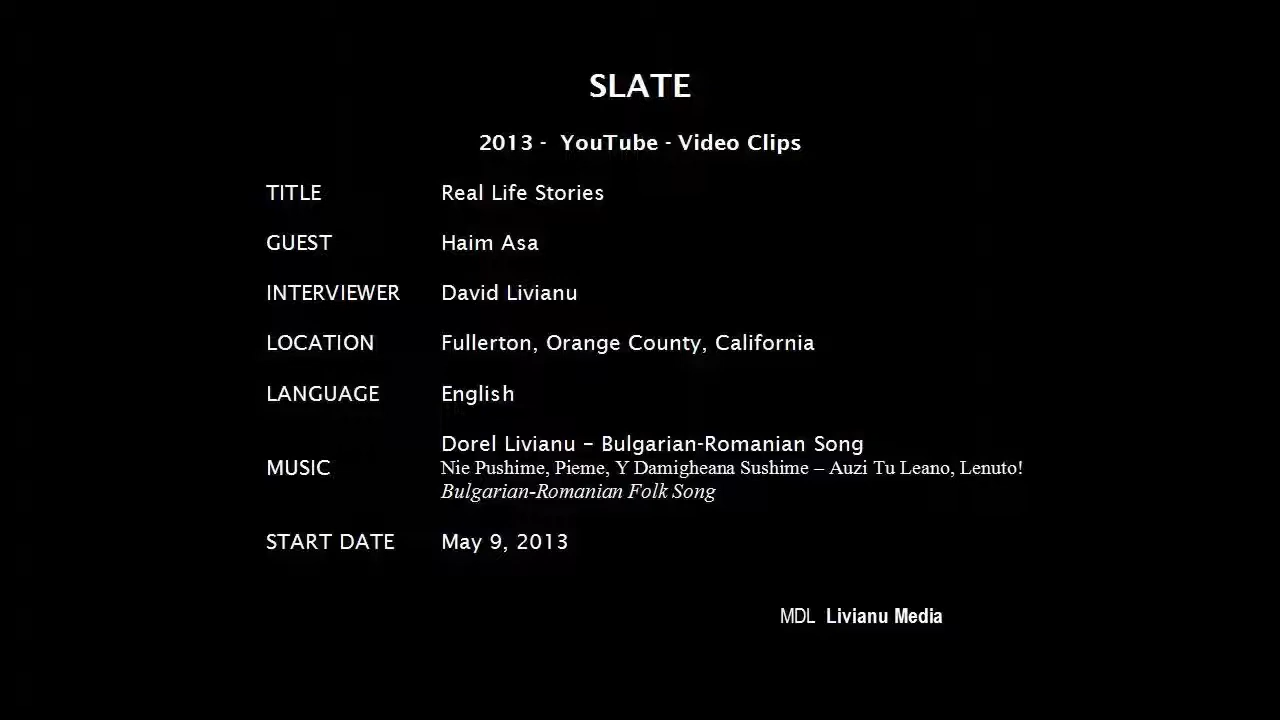 SLATE
2013 - YouTube - Video Clips
TITLE Real Life Stories
GUEST Haim Asa
INTERVIEWER David Livianu
LOCATION Fullerton, Orange County, California
LANGUAGE English
Dorel Livianu – Bulgarian-Romanian Song
MUSIC Nie Pushime, Pieme, Y Damigheana Sushime – Auzi Tu Leano, Lenuto!
Bulgarian-Romanian Folk Song
START DATE May 9, 2013
MDL Livianu Media